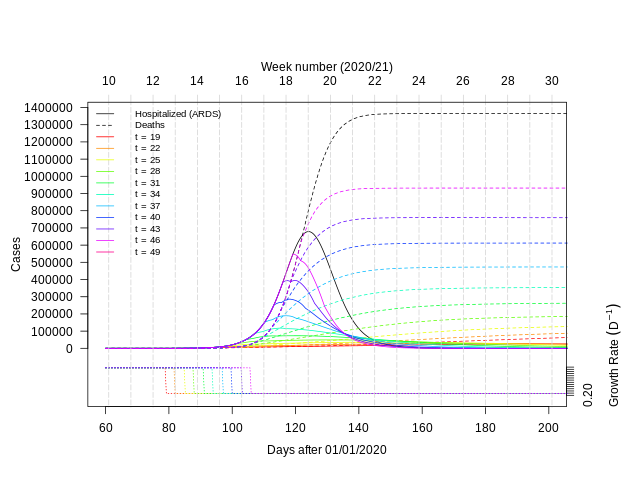 Week number (2020/21)
10 12 14 16 18 20 22 24 26 28 30
1400000
1300000
1200000
1100000
1000000
900000
800000
700000
600000
500000
400000
300000
200000
100000
0
Cases
Hospitalized (ARDS)
Deaths
t = 19
t = 22
t = 25
t = 28
t = 31
t = 34
t = 37
t = 40
t = 43
t = 46
t = 49
0.20
Growth Rate (D⁻¹)
60 80 100 120 140 160 180 200
Days after 01/01/2020